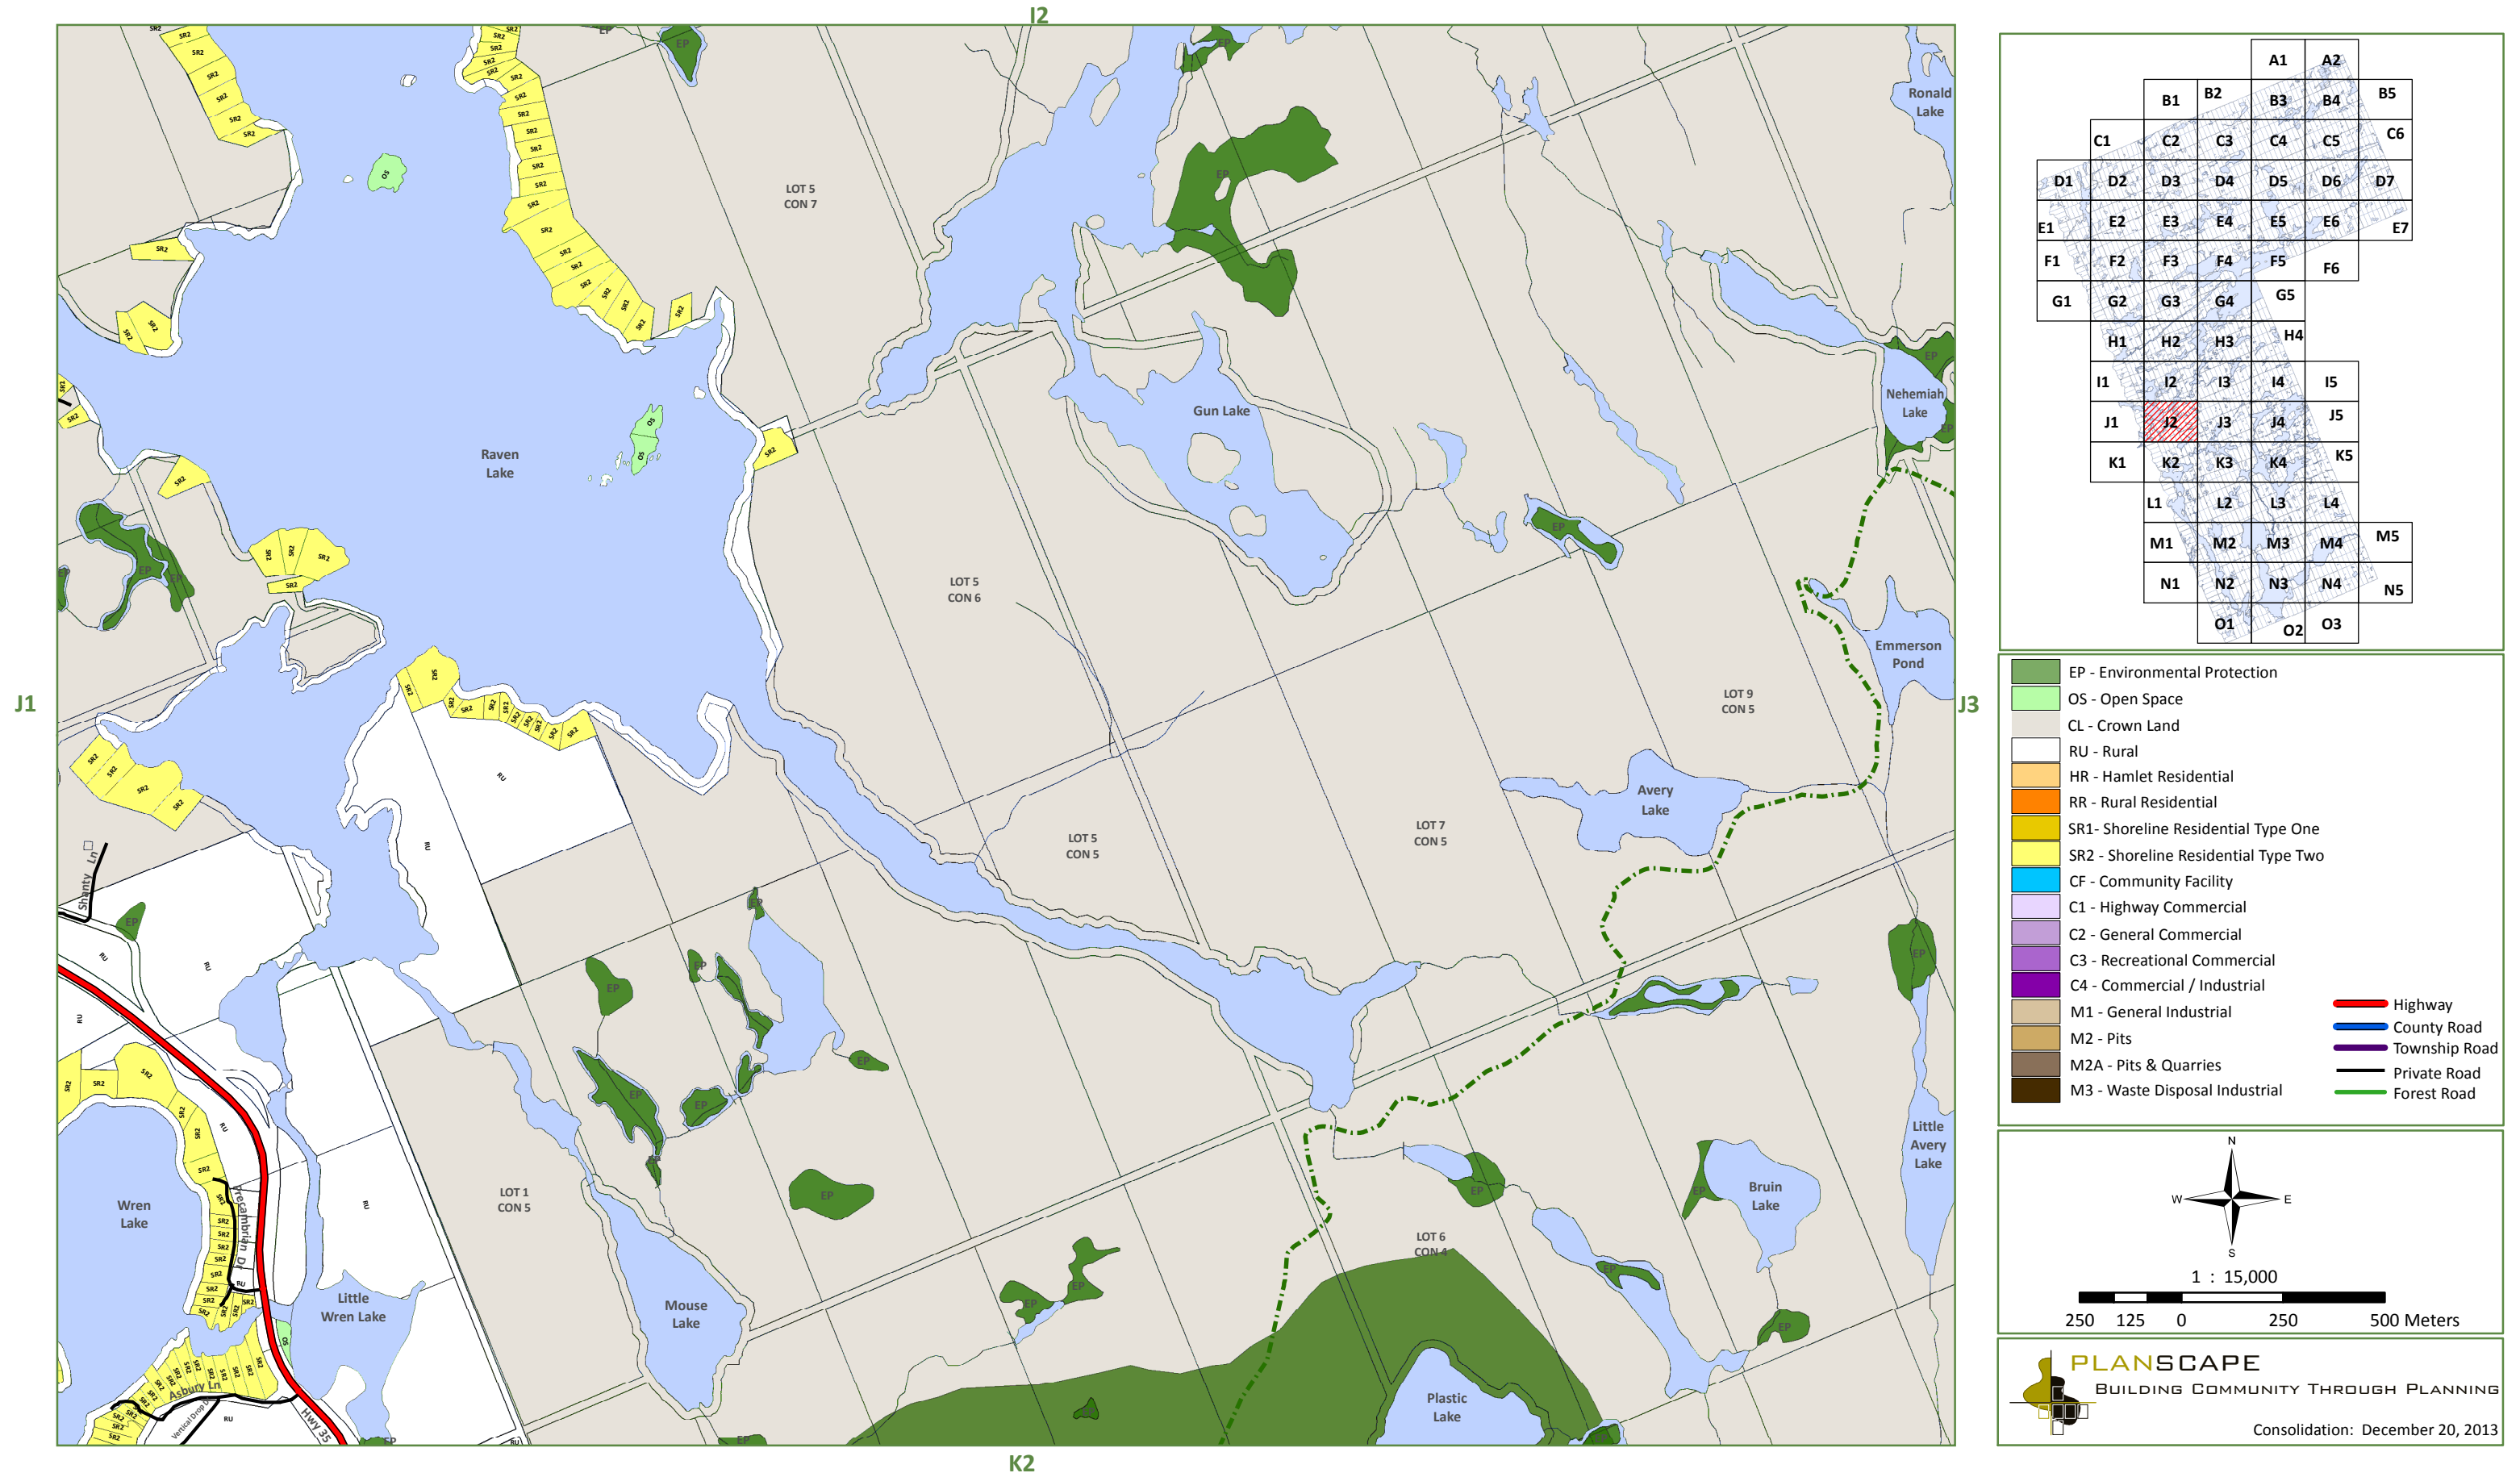 I2
J1
J3
K2
Raven
Lake
Gun Lake
Ronald
Lake
Nehemiah
Lake
Emmerson
Pond
Avery
Lake
Little
Avery
Lake
Bruin
Lake
Plastic
Lake
Mouse
Lake
Wren
Lake
Little
Wren Lake
LOT 5
CON 7
LOT 5
CON 6
LOT 9
CON 5
LOT 5
CON 5
LOT 7
CON 5
LOT 1
CON 5
LOT 6
CON 4
Shanty Ln
Precambrian Dr
Asbury Ln
Hwy 35
SR2
EP
OS
RU
A1 A2
B1 B2 B3 B4 B5
C1 C2 C3 C4 C5 C6
D1 D2 D3 D4 D5 D6 D7
E1 E2 E3 E4 E5 E6 E7
F1 F2 F3 F4 F5 F6
G1 G2 G3 G4 G5
H1 H2 H3 H4
I1 I2 I3 I4 I5
J1 J2 J3 J4 J5
K1 K2 K3 K4 K5
L1 L2 L3 L4
M1 M2 M3 M4 M5
N1 N2 N3 N4 N5
O1 O2 O3
EP - Environmental Protection
OS - Open Space
CL - Crown Land
RU - Rural
HR - Hamlet Residential
RR - Rural Residential
SR1- Shoreline Residential Type One
SR2 - Shoreline Residential Type Two
CF - Community Facility
C1 - Highway Commercial
C2 - General Commercial
C3 - Recreational Commercial
C4 - Commercial / Industrial
M1 - General Industrial
M2 - Pits
M2A - Pits & Quarries
M3 - Waste Disposal Industrial
Highway
County Road
Township Road
Private Road
Forest Road
N
W E
S
1 : 15,000
250 125 0 250 500 Meters
PLANSCAPE
BUILDING COMMUNITY THROUGH PLANNING
Consolidation: December 20, 2013